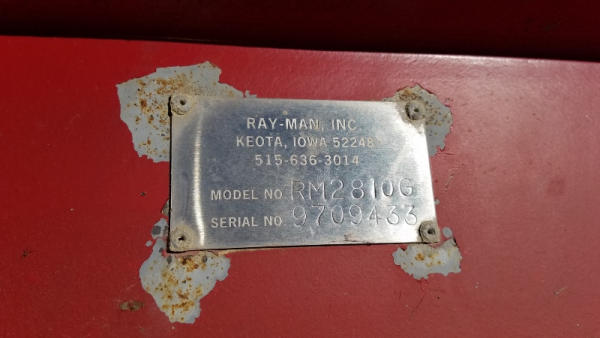 RAY-MAN, INC.
KEOTA, IOWA 52248
515-636-3014
MODEL NO. RM2810G
SERIAL NO. 9709433